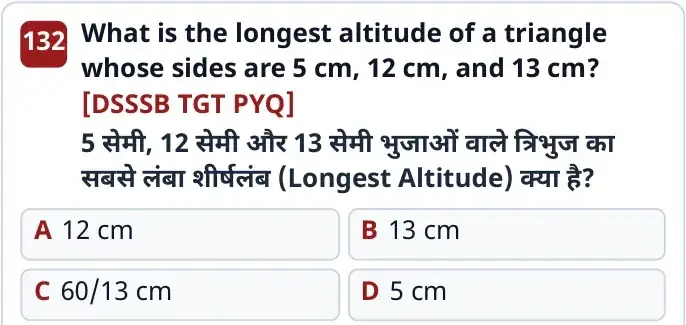 132 What is the longest altitude of a triangle
whose sides are 5 cm, 12 cm, and 13 cm?
[DSSSB TGT PYQ]
5 सेमी, 12 सेमी और 13 सेमी भुजाओं वाले त्रिभुज का
सबसे लंबा शीर्षलंब (Longest Altitude) क्या है?
A 12 cm
B 13 cm
C 60/13 cm
D 5 cm